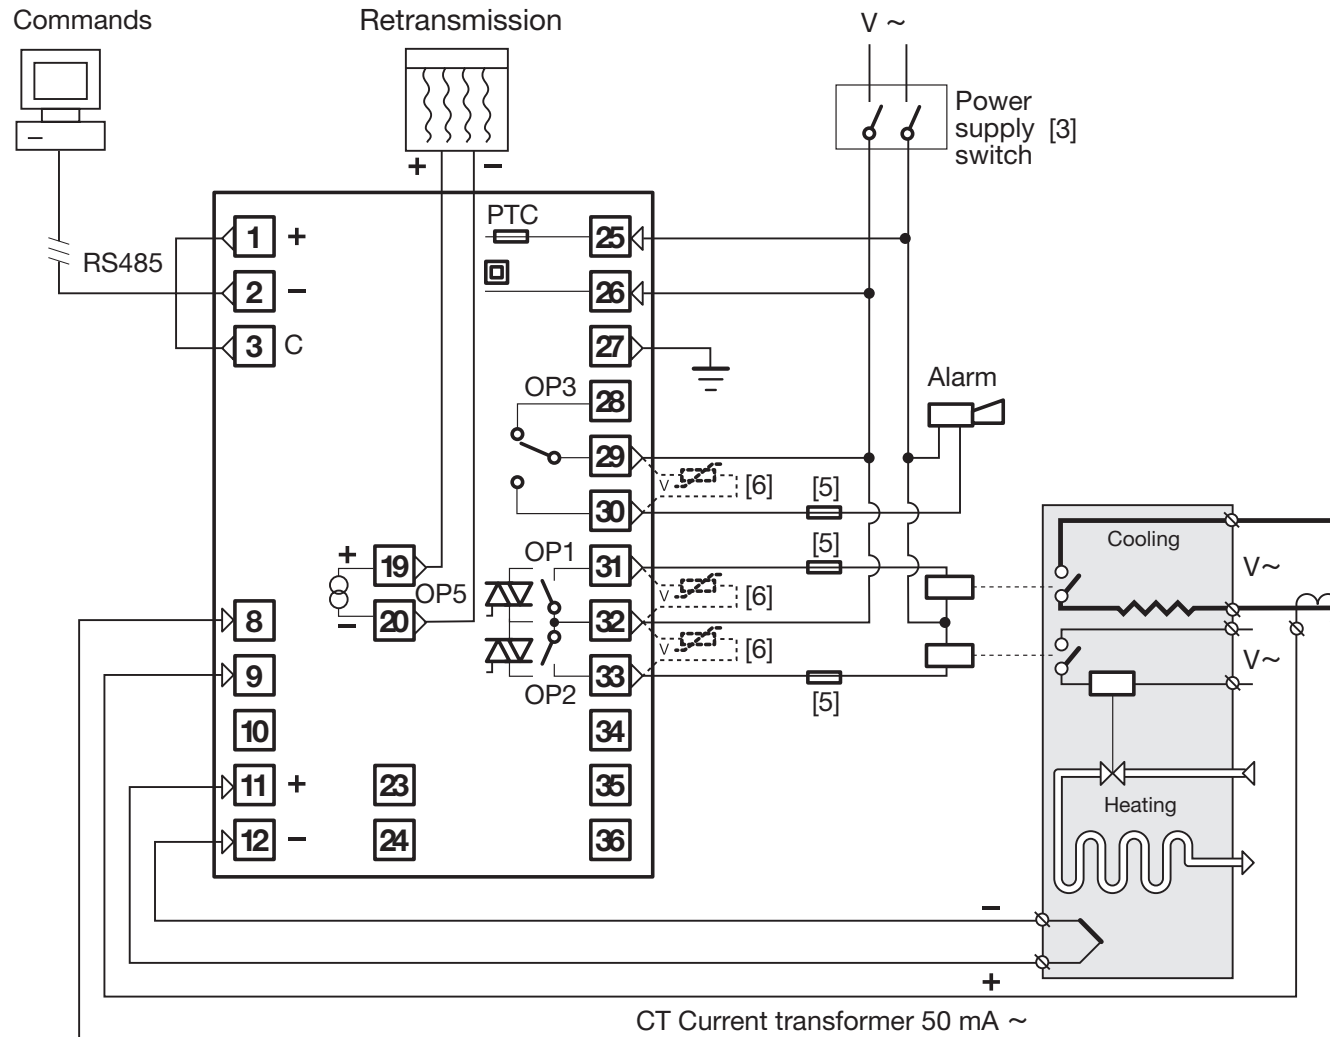 Commands
Retransmission
V ~
Power
supply [3]
switch
+ −
PTC
1 +
25
RS485
2 −
26
3 C
27
OP3
28
Alarm
29
V [6]
[5]
30
[5]
Cooling
+
19
OP1
31
V~
OP5
V [6]
−
20
8
32
V [6]
V~
9
OP2
33
[5]
10
34
11 +
23
35
Heating
12 −
24
36
−
+
CT Current transformer 50 mA ~